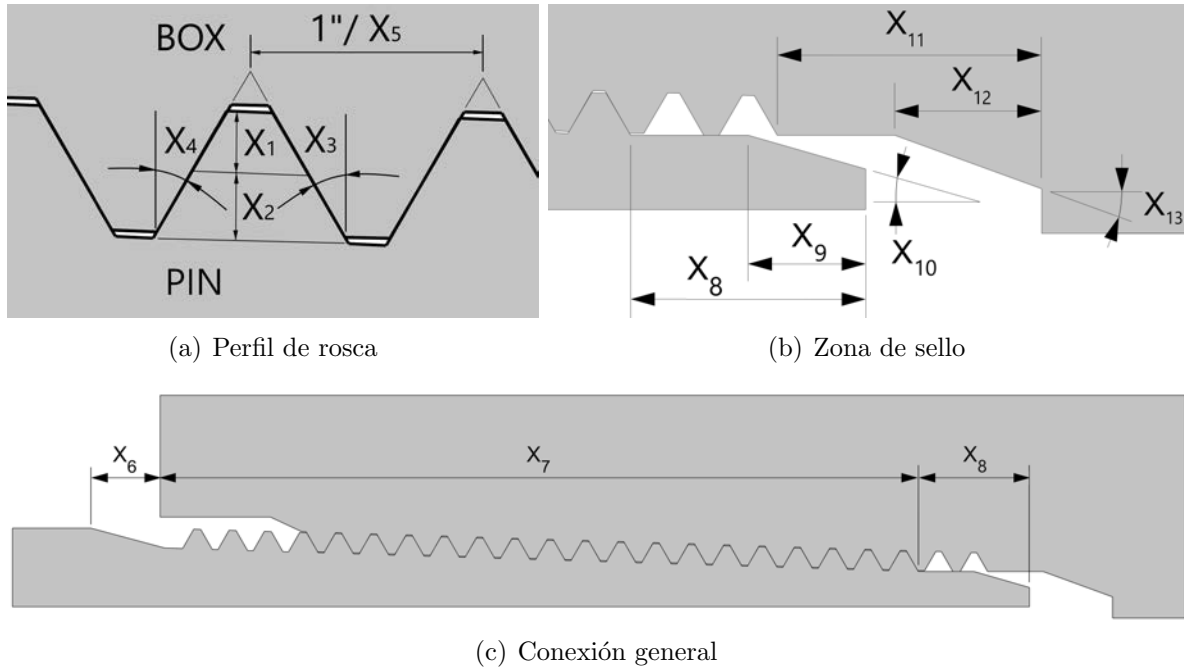 BOX
1"/ X₅
X₄ X₁ X₃
X₂
PIN
(a) Perfil de rosca
X₁₁
X₁₂
X₁₃
X₉
X₁₀
X₈
(b) Zona de sello
X₆ X₇ X₈
(c) Conexión general